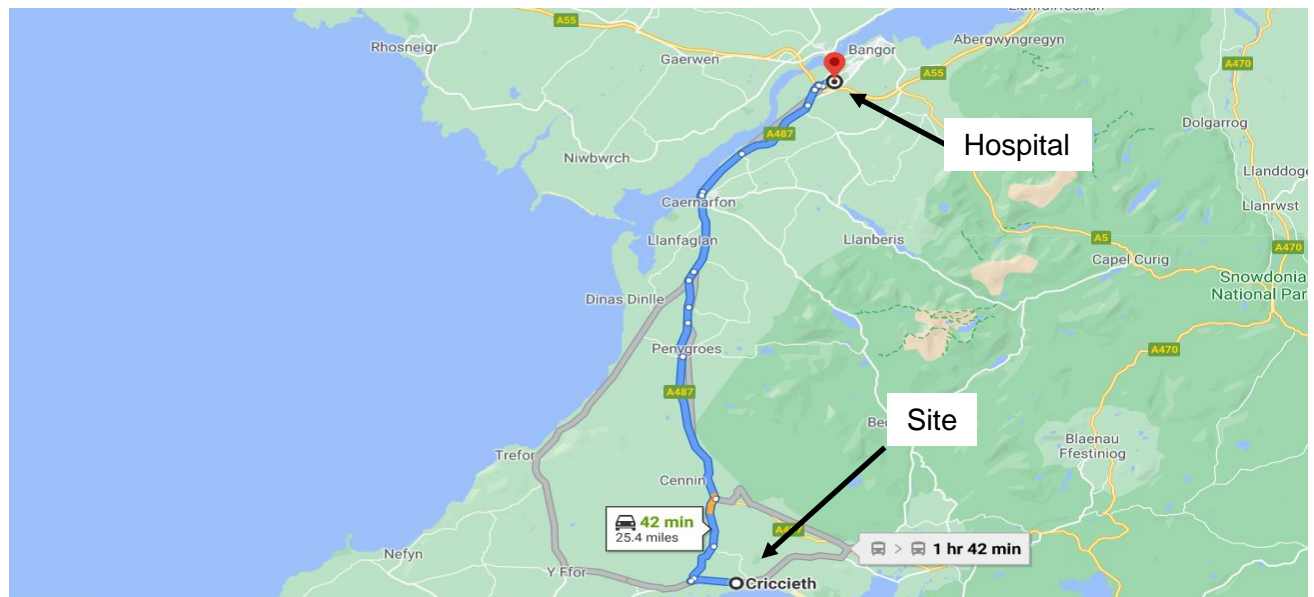 A55
Rhosneigr
Gaerwen
Bangor
Abergwyngregyn
A55
A470
A487
Hospital
Dolgarrog
Niwbwrch
Llanddoge
Caernarfon
Llanrwst
Llanfaglan
Llanberis
A5
A470
Capel Curig
Snowdonia
National Par
Dinas Dinlle
Penygroes
A470
A487
Site
Blaenau
Ffestiniog
Trefor
Cennin
42 min
25.4 miles
1 hr 42 min
Nefyn
Y Ffor
Criccieth